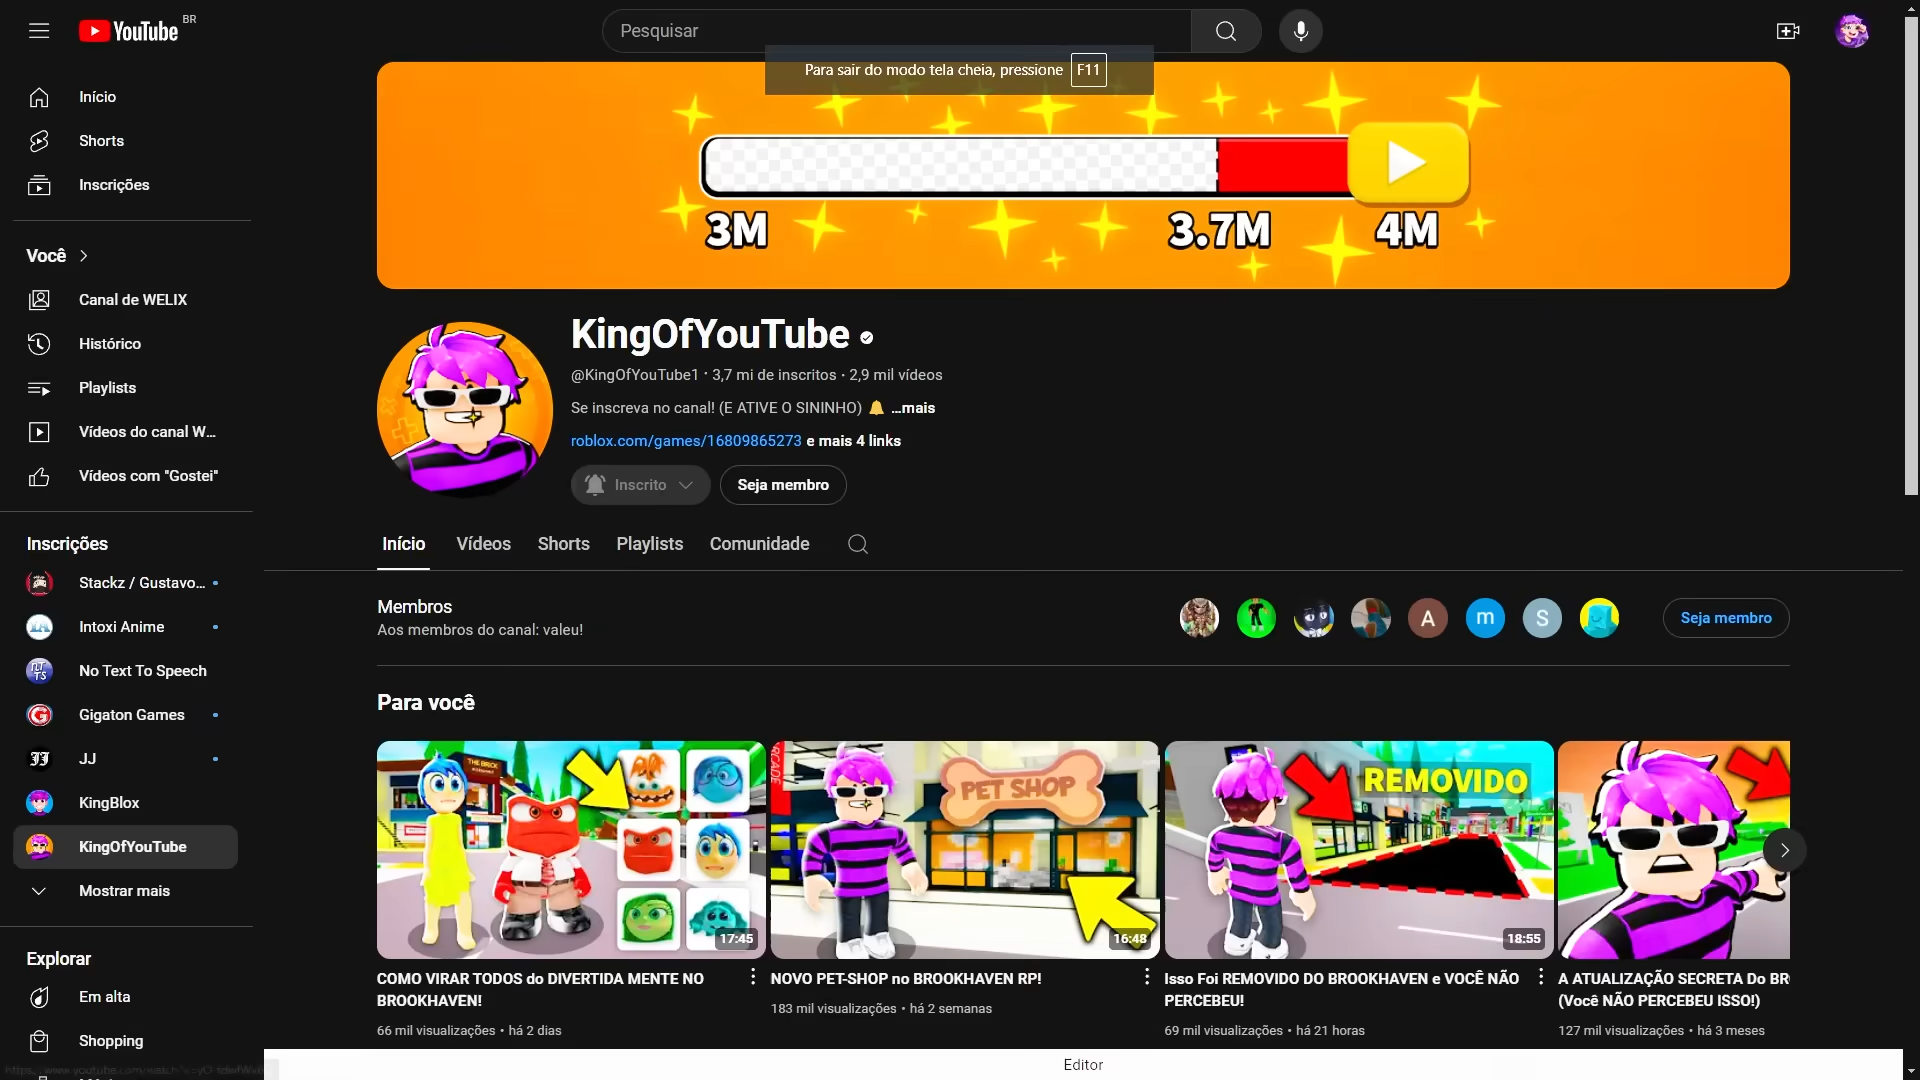 YouTube BR
Pesquisar
Para sair do modo tela cheia, pressione F11
Início
Shorts
Inscrições
Você
Canal de WELIX
Histórico
Playlists
Vídeos do canal W...
Vídeos com "Gostei"
Inscrições
Stackz / Gustavo...
Intoxi Anime
No Text To Speech
Gigaton Games
JJ
KingBlox
KingOfYouTube
Mostrar mais
Explorar
Em alta
Shopping
3M
3.7M
4M
KingOfYouTube
@KingOfYouTube1 • 3,7 mi de inscritos • 2,9 mil vídeos
Se inscreva no canal! (E ATIVE O SININHO) 🔔 ...mais
roblox.com/games/16809865273 e mais 4 links
Inscrito
Seja membro
Início
Vídeos
Shorts
Playlists
Comunidade
Membros
Aos membros do canal: valeu!
A
m
S
Seja membro
Para você
THE BRICK
17:45
COMO VIRAR TODOS do DIVERTIDA MENTE NO
BROOKHAVEN!
66 mil visualizações • há 2 dias
PET SHOP
16:48
NOVO PET-SHOP no BROOKHAVEN RP!
183 mil visualizações • há 2 semanas
REMOVIDO
18:55
Isso Foi REMOVIDO DO BROOKHAVEN e VOCÊ NÃO
PERCEBEU!
69 mil visualizações • há 21 horas
A ATUALIZAÇÃO SECRETA Do BR
(Você NÃO PERCEBEU ISSO!)
127 mil visualizações • há 3 meses
Editor